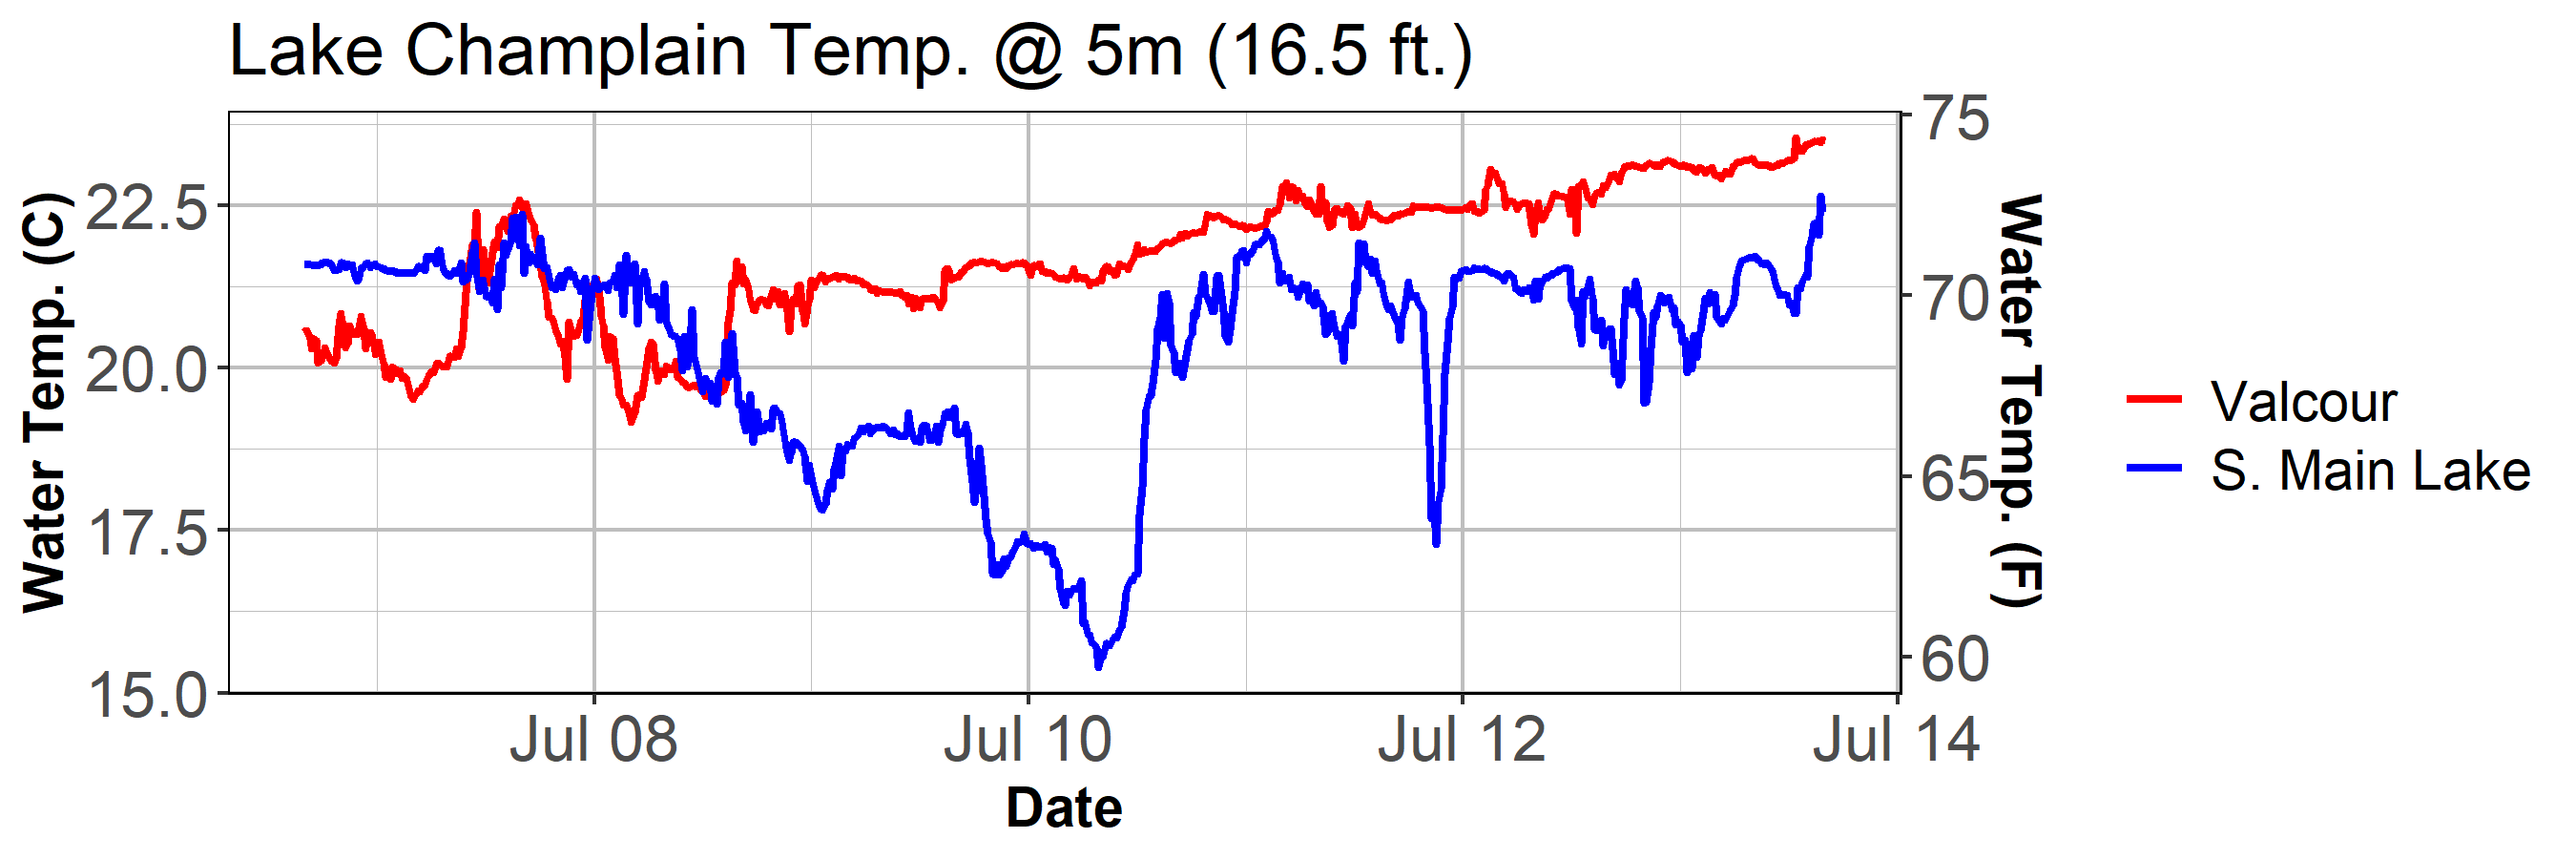 Lake Champlain Temp. @ 5m (16.5 ft.)
Water Temp. (C)
22.5
20.0
17.5
15.0
75
70
65
60
Water Temp. (F)
Jul 08
Jul 10
Jul 12
Jul 14
Date
Valcour
S. Main Lake